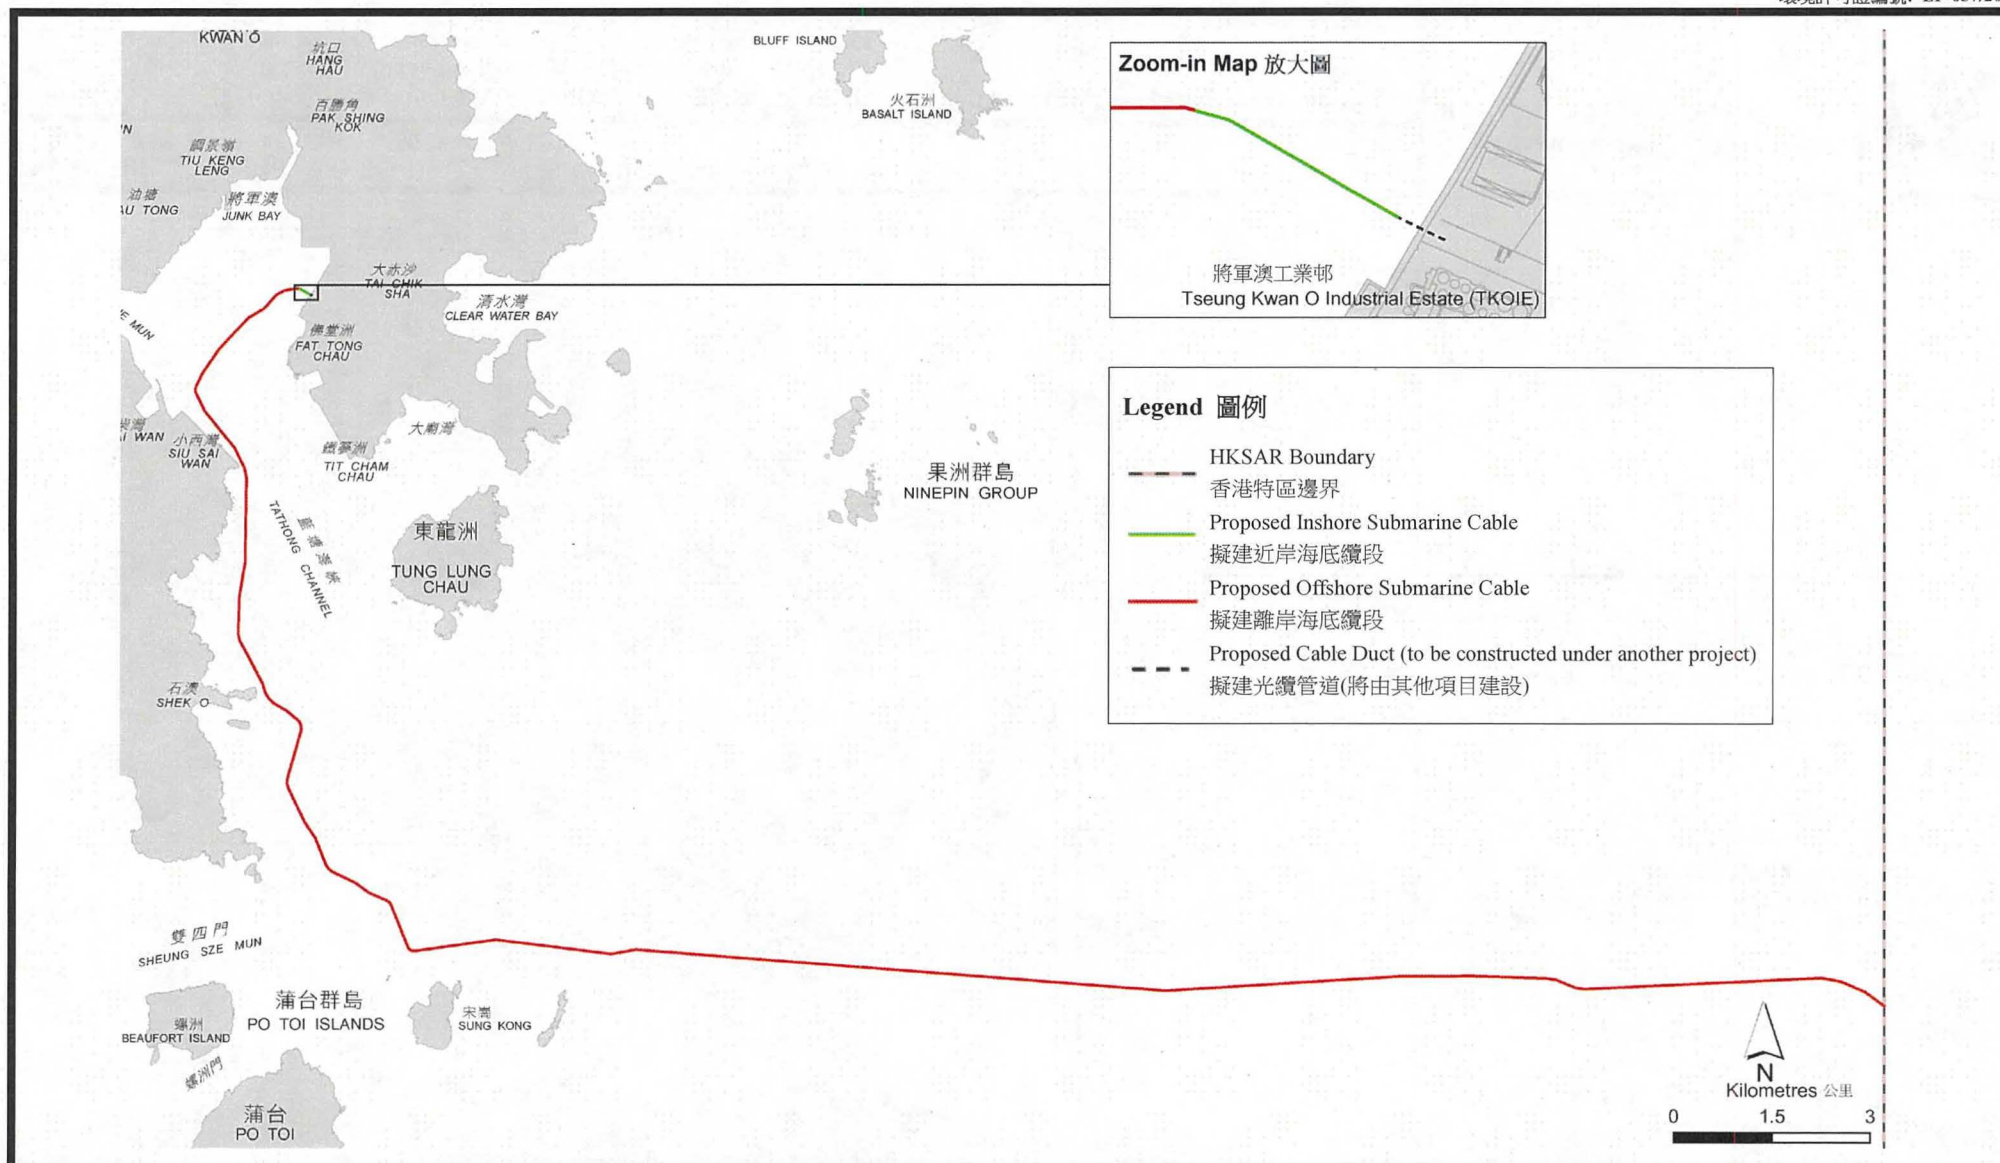 KWAN O
坑口
HANG
HAU
百勝角
PAK SHING
KOK
調景嶺
TIU KENG
LENG
油塘
AU TONG
將軍澳
JUNK BAY
BLUFF ISLAND
火石洲
BASALT ISLAND
大赤沙
TAI CHIK
SHA
清水灣
CLEAR WATER BAY
佛堂洲
FAT TONG
CHAU
E MUN
小西灣
SIU SAI
WAN
I WAN
大廟灣
鐵篸洲
TIT CHAM
CHAU
藍塘海峽
TATHONG CHANNEL
東龍洲
TUNG LUNG
CHAU
果洲群島
NINEPIN GROUP
石澳
SHEK O
雙四門
SHEUNG SZE MUN
蒲台群島
PO TOI ISLANDS
螺洲
BEAUFORT ISLAND
螺洲門
宋崗
SUNG KONG
蒲台
PO TOI
Zoom-in Map 放大圖
將軍澳工業邨
Tseung Kwan O Industrial Estate (TKOIE)
Legend 圖例
HKSAR Boundary
香港特區邊界
Proposed Inshore Submarine Cable
擬建近岸海底纜段
Proposed Offshore Submarine Cable
擬建離岸海底纜段
Proposed Cable Duct (to be constructed under another project)
擬建光纜管道(將由其他項目建設)
N
Kilometres 公里
0 1.5 3